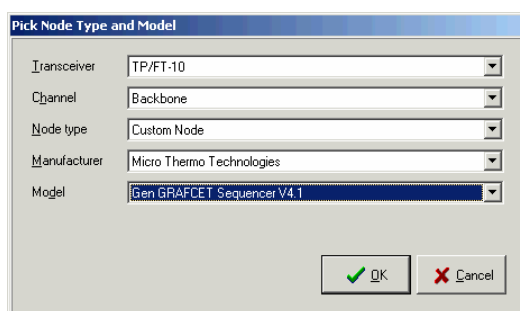 Pick Node Type and Model
Transceiver TP/FT-10
Channel Backbone
Node type Custom Node
Manufacturer Micro Thermo Technologies
Model Gen GRAFCET Sequencer V4.1
OK Cancel